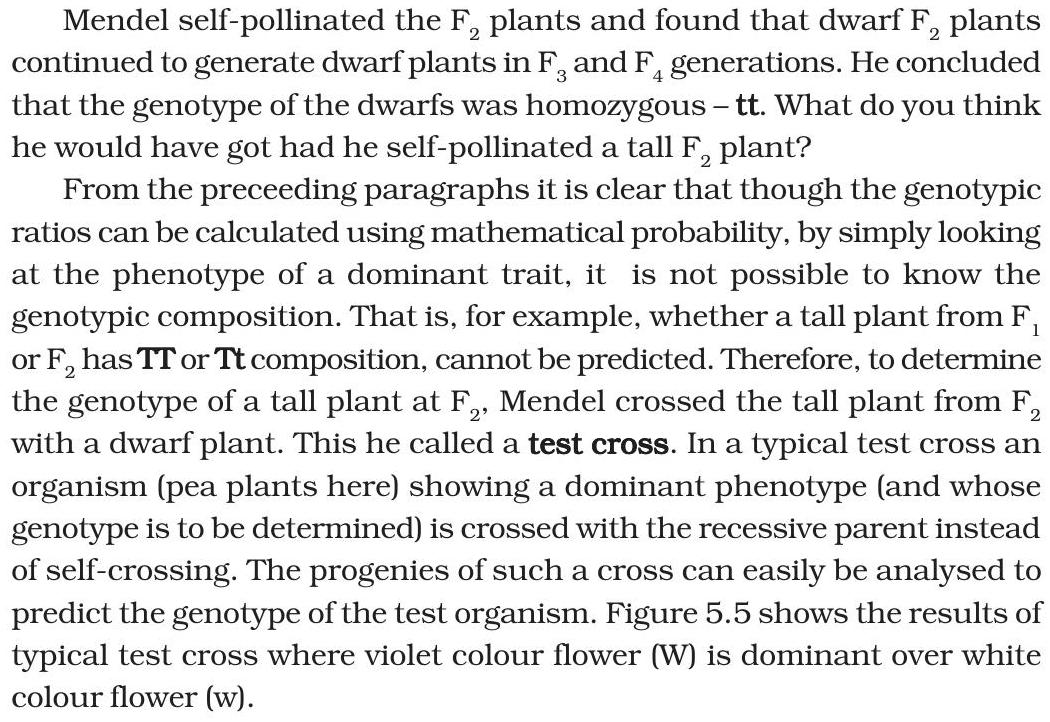 Mendel self-pollinated the F₂ plants and found that dwarf F₂ plants
continued to generate dwarf plants in F₃ and F₄ generations. He concluded
that the genotype of the dwarfs was homozygous – tt. What do you think
he would have got had he self-pollinated a tall F₂ plant?
From the preceeding paragraphs it is clear that though the genotypic
ratios can be calculated using mathematical probability, by simply looking
at the phenotype of a dominant trait, it is not possible to know the
genotypic composition. That is, for example, whether a tall plant from F₁
or F₂ has TT or Tt composition, cannot be predicted. Therefore, to determine
the genotype of a tall plant at F₂, Mendel crossed the tall plant from F₂
with a dwarf plant. This he called a test cross. In a typical test cross an
organism (pea plants here) showing a dominant phenotype (and whose
genotype is to be determined) is crossed with the recessive parent instead
of self-crossing. The progenies of such a cross can easily be analysed to
predict the genotype of the test organism. Figure 5.5 shows the results of
typical test cross where violet colour flower (W) is dominant over white
colour flower (w).